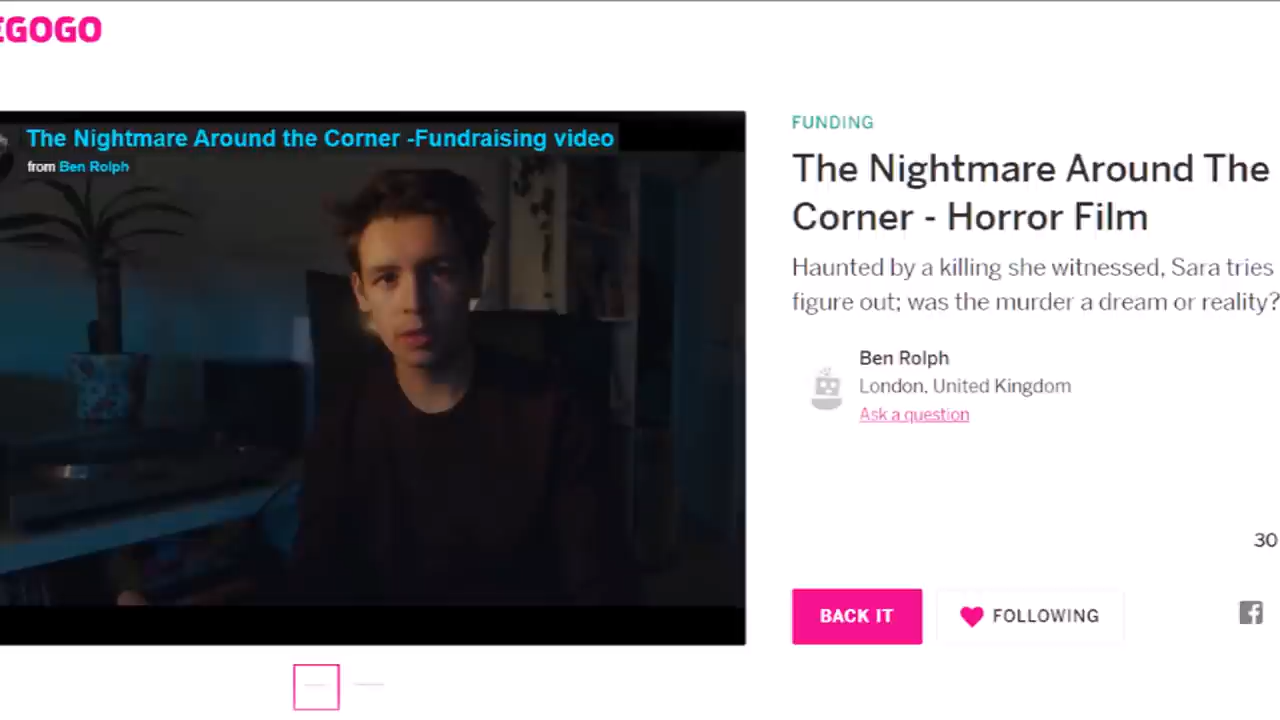 EGOGO
The Nightmare Around the Corner -Fundraising video
from Ben Rolph
FUNDING
The Nightmare Around The
Corner - Horror Film
Haunted by a killing she witnessed, Sara tries
figure out; was the murder a dream or reality?
Ben Rolph
London, United Kingdom
Ask a question
30
BACK IT
FOLLOWING